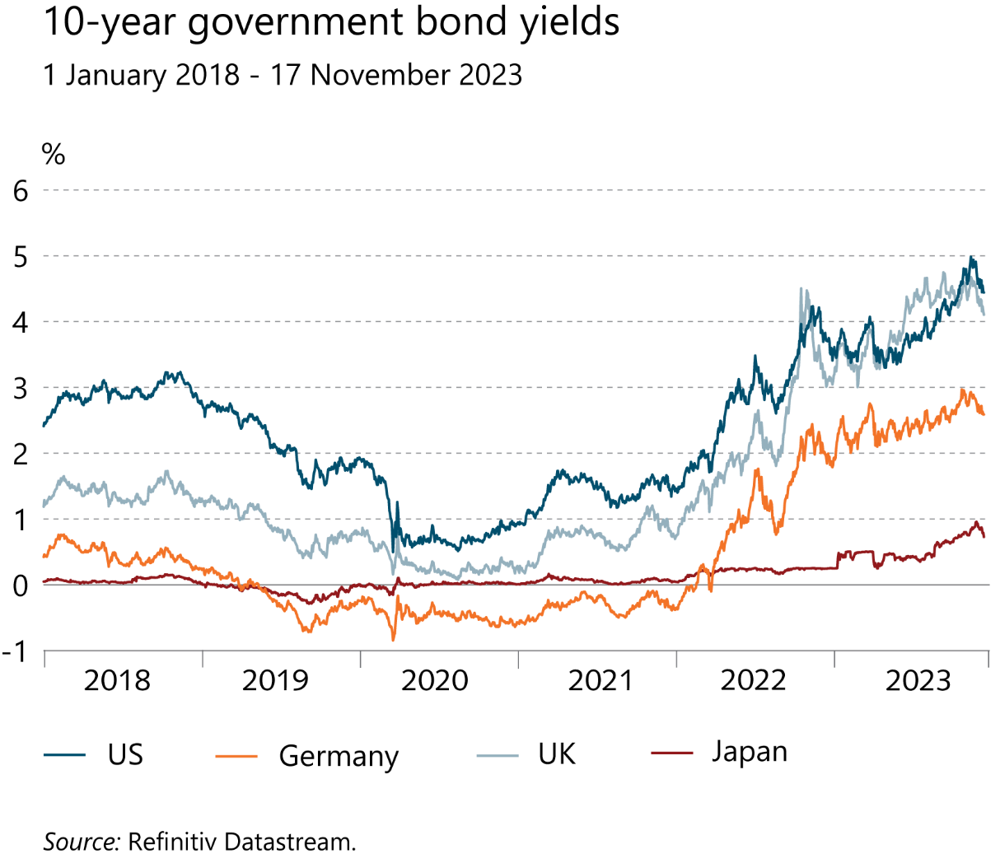 10-year government bond yields
1 January 2018 - 17 November 2023
%
6
5
4
3
2
1
0
-1
2018 2019 2020 2021 2022 2023
US Germany UK Japan
Source: Refinitiv Datastream.